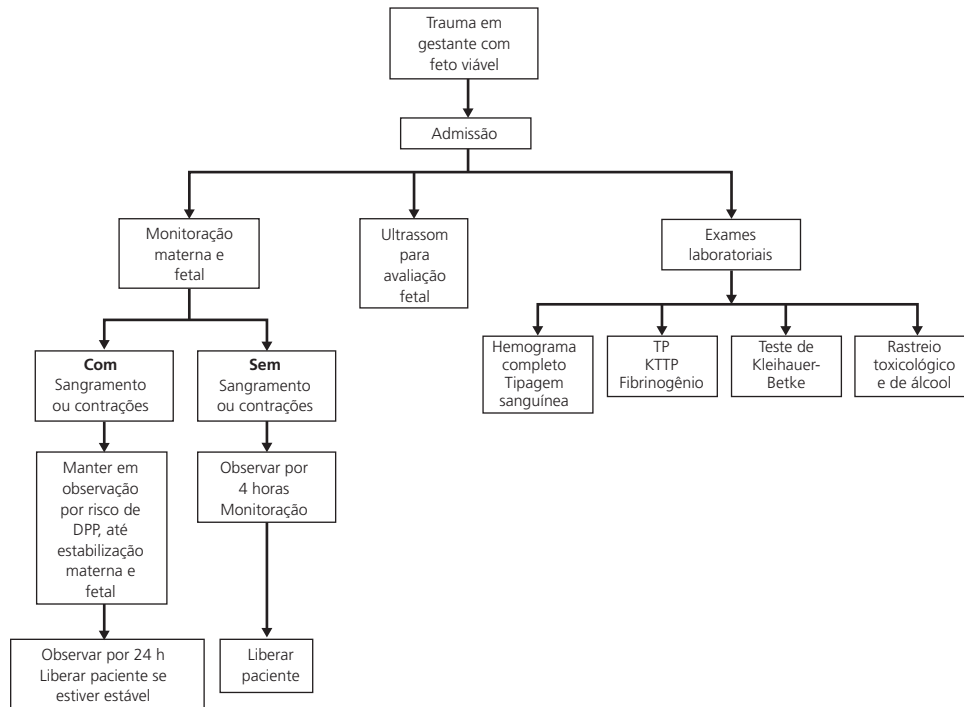 Trauma em
gestante com
feto viável
Admissão
Monitoração
materna e
fetal
Ultrassom
para
avaliação
fetal
Exames
laboratoriais
Com
Sangramento
ou contrações
Sem
Sangramento
ou contrações
Hemograma
completo
Tipagem
sanguínea
TP
KTTP
Fibrinogênio
Teste de
Kleihauer-
Betke
Rastreio
toxicológico
e de álcool
Manter em
observação
por risco de
DPP, até
estabilização
materna e
fetal
Observar por
4 horas
Monitoração
Observar por 24 h
Liberar paciente se
estiver estável
Liberar
paciente